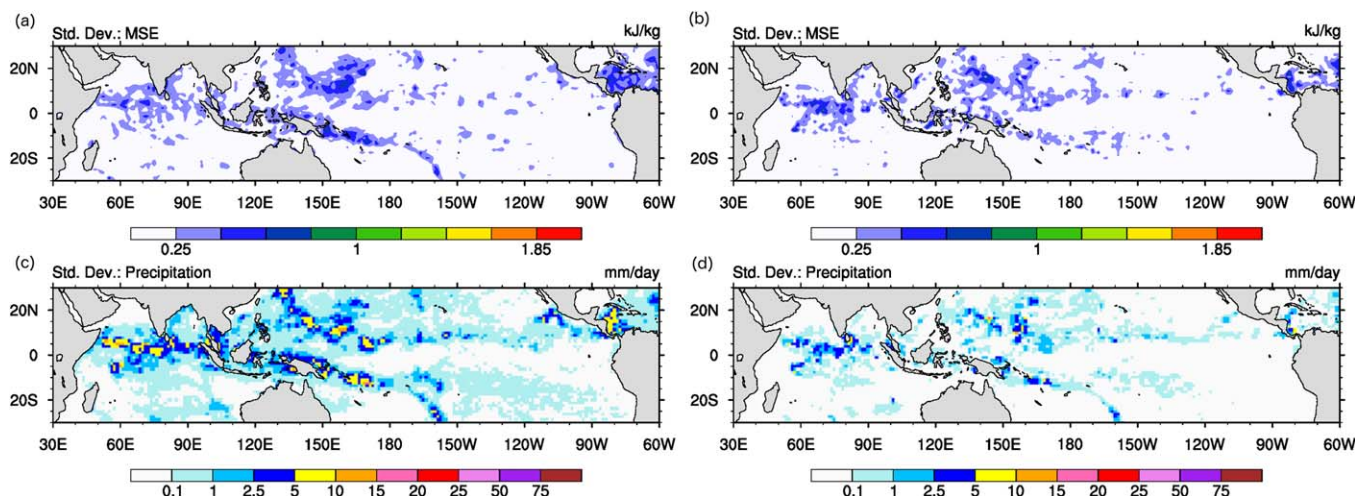 (a)
Std. Dev.: MSE kJ/kg
20N
0
20S
30E 60E 90E 120E 150E 180 150W 120W 90W 60W
0.25 1 1.85
(b)
Std. Dev.: MSE kJ/kg
20N
0
20S
30E 60E 90E 120E 150E 180 150W 120W 90W 60W
0.25 1 1.85
(c)
Std. Dev.: Precipitation mm/day
20N
0
20S
30E 60E 90E 120E 150E 180 150W 120W 90W 60W
0.1 1 2.5 5 10 15 20 25 50 75
(d)
Std. Dev.: Precipitation mm/day
20N
0
20S
30E 60E 90E 120E 150E 180 150W 120W 90W 60W
0.1 1 2.5 5 10 15 20 25 50 75